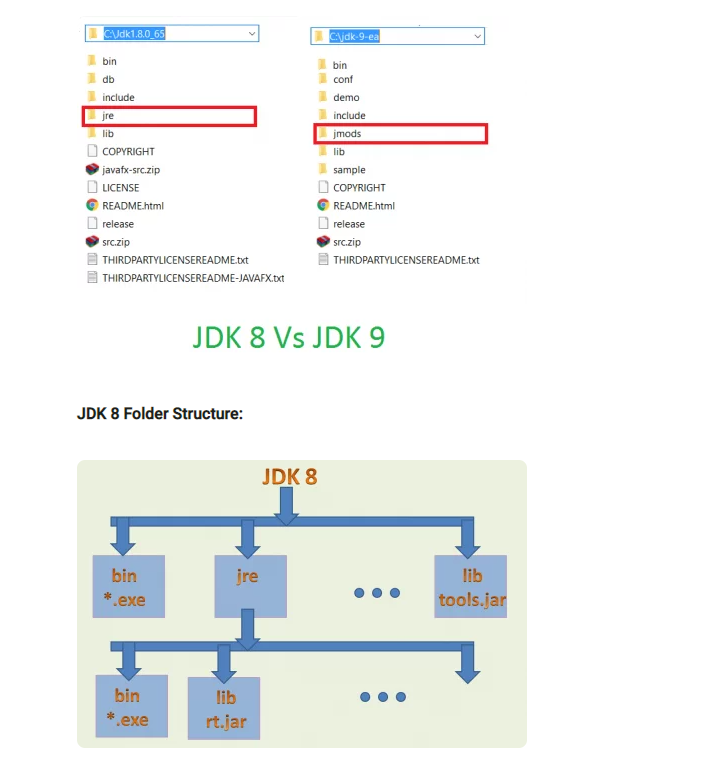 C:\Jdk1.8.0_65
bin
db
include
jre
lib
COPYRIGHT
javafx-src.zip
LICENSE
README.html
release
src.zip
THIRDPARTYLICENSEREADME.txt
THIRDPARTYLICENSEREADME-JAVAFX.txt
C:\jdk-9-ea
bin
conf
demo
include
jmods
lib
sample
COPYRIGHT
README.html
release
src.zip
THIRDPARTYLICENSEREADME.txt
JDK 8 Vs JDK 9
JDK 8 Folder Structure:
JDK 8
bin
*.exe
jre
lib
tools.jar
bin
*.exe
lib
rt.jar